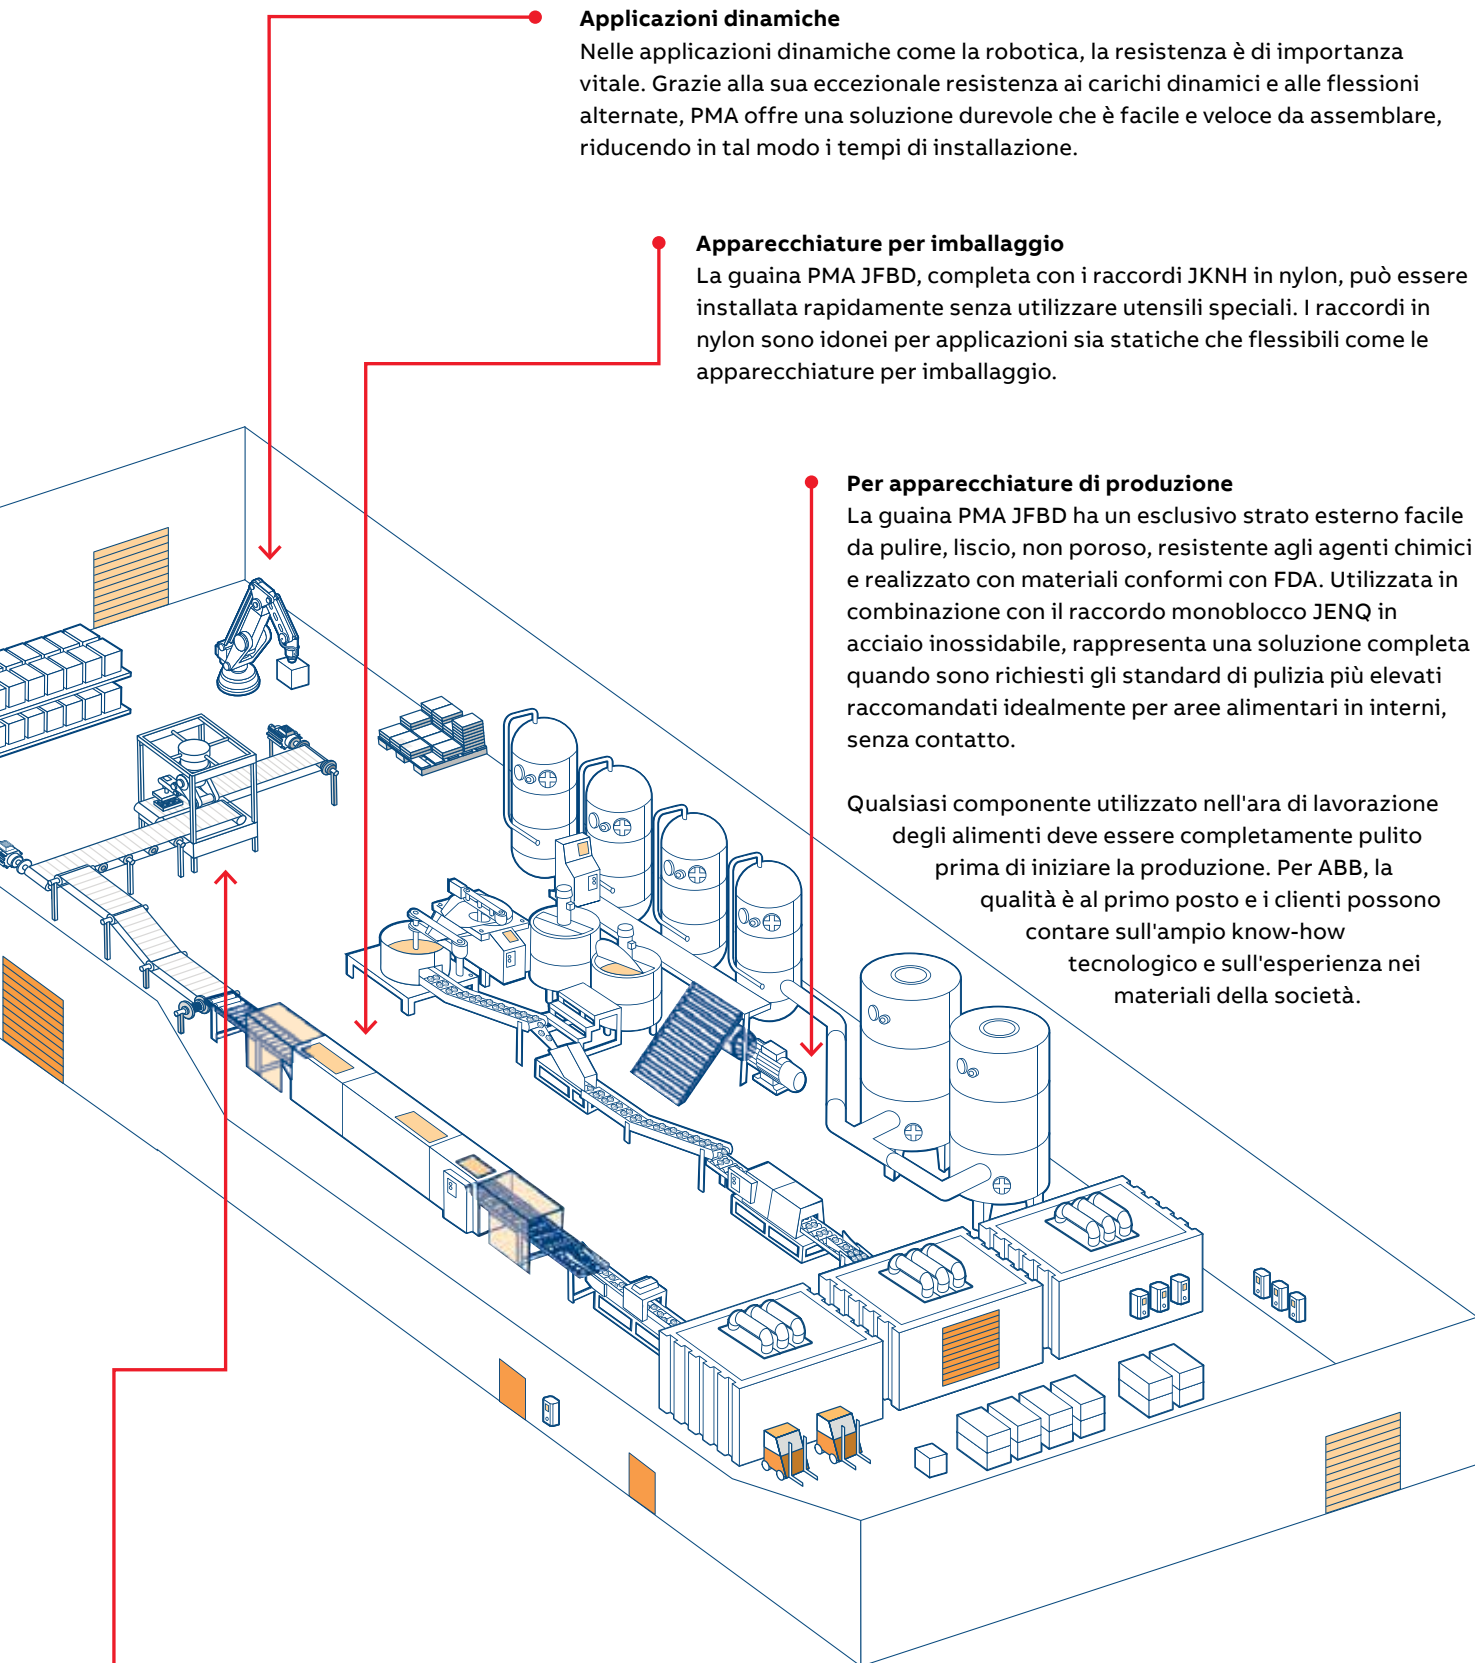 Applicazioni dinamiche
Nelle applicazioni dinamiche come la robotica, la resistenza è di importanza
vitale. Grazie alla sua eccezionale resistenza ai carichi dinamici e alle flessioni
alternate, PMA offre una soluzione durevole che è facile e veloce da assemblare,
riducendo in tal modo i tempi di installazione.
Apparecchiature per imballaggio
La guaina PMA JFBD, completa con i raccordi JKNH in nylon, può essere
installata rapidamente senza utilizzare utensili speciali. I raccordi in
nylon sono idonei per applicazioni sia statiche che flessibili come le
apparecchiature per imballaggio.
Per apparecchiature di produzione
La guaina PMA JFBD ha un esclusivo strato esterno facile
da pulire, liscio, non poroso, resistente agli agenti chimici
e realizzato con materiali conformi con FDA. Utilizzata in
combinazione con il raccordo monoblocco JENQ in
acciaio inossidabile, rappresenta una soluzione completa
quando sono richiesti gli standard di pulizia più elevati
raccomandati idealmente per aree alimentari in interni,
senza contatto.
Qualsiasi componente utilizzato nell'ara di lavorazione
degli alimenti deve essere completamente pulito
prima di iniziare la produzione. Per ABB, la
qualità è al primo posto e i clienti possono
contare sull'ampio know-how
tecnologico e sull'esperienza nei
materiali della società.